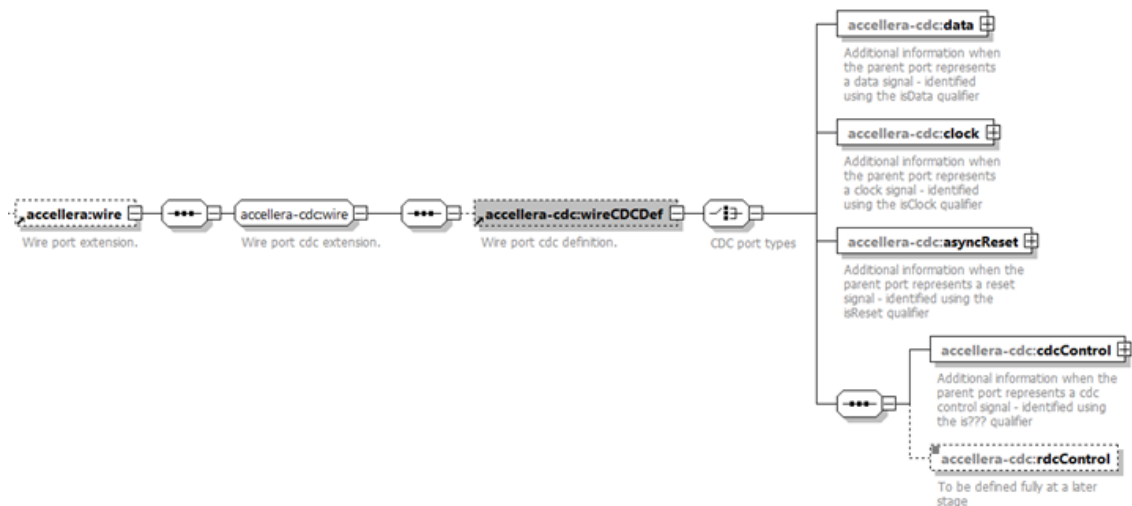 accellera-cdc:data
Additional information when
the parent port represents
a data signal - identified
using the isData qualifier
accellera-cdc:clock
Additional information when
the parent port represents
a clock signal - identified
using the isClock qualifier
accellera:wire
Wire port extension.
accellera-cdc:wire
Wire port cdc extension.
accellera-cdc:wireCDCDef
Wire port cdc definition.
CDC port types
accellera-cdc:asyncReset
Additional information when the
parent port represents a reset
signal - identified using the
isReset qualifier
accellera-cdc:cdcControl
Additional information when the
parent port represents a cdc
control signal - identified using
the is??? qualifier
accellera-cdc:rdcControl
To be defined fully at a later
stage